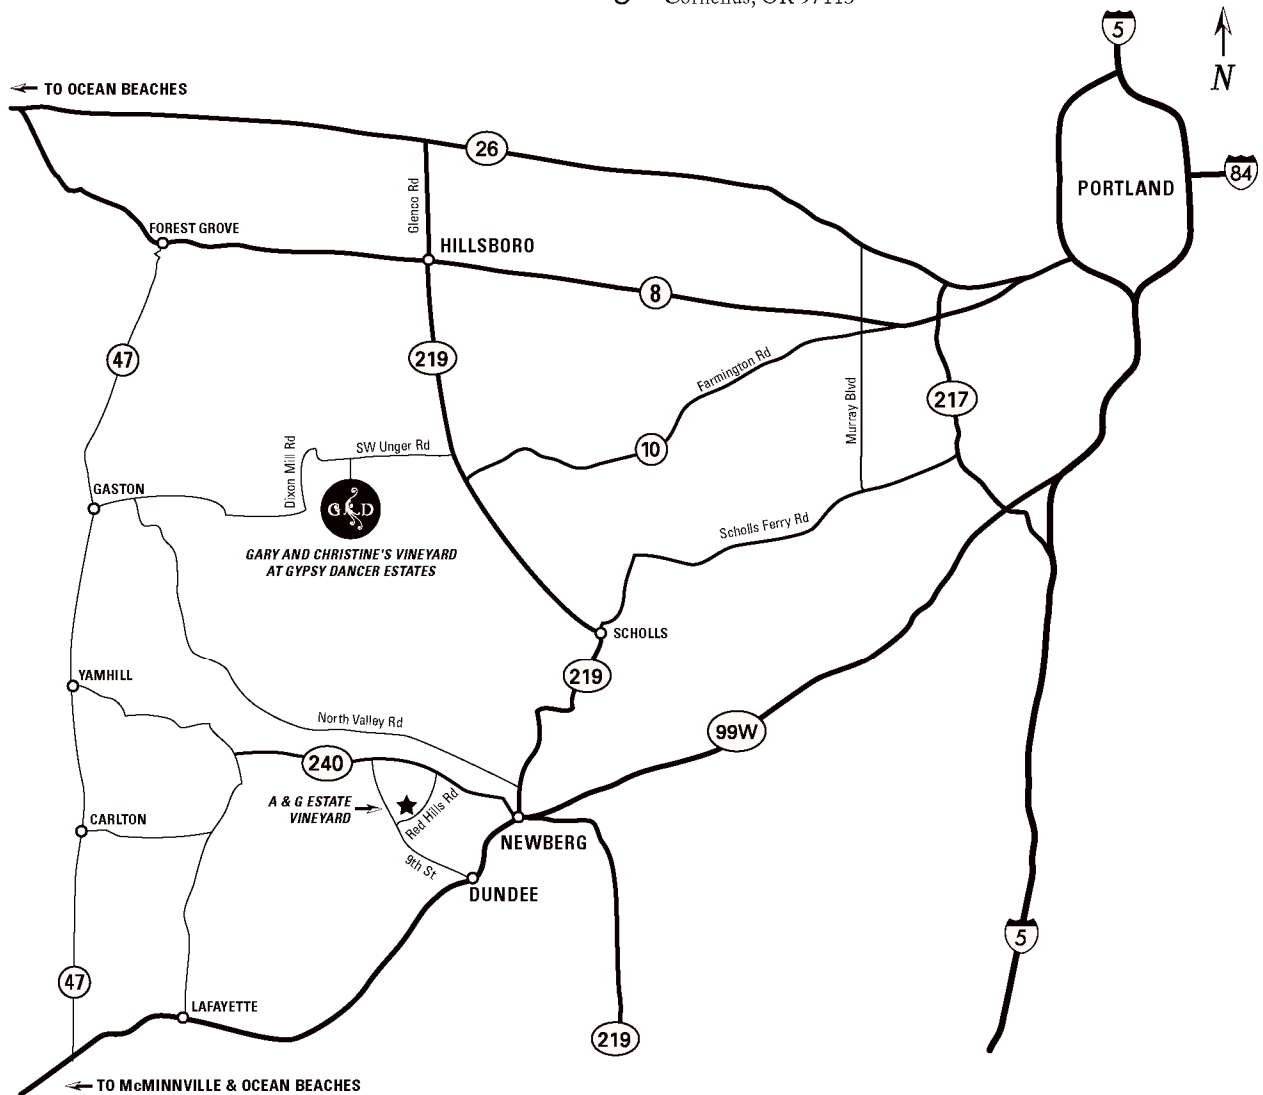 Cornelius, OR 97113
5
N
TO OCEAN BEACHES
26
84
PORTLAND
Glenco Rd
FOREST GROVE
HILLSBORO
8
47
219
Farmington Rd
217
Murray Blvd
SW Unger Rd
Dixon Mill Rd
10
GASTON
G D
Scholls Ferry Rd
GARY AND CHRISTINE'S VINEYARD
AT GYPSY DANCER ESTATES
SCHOLLS
YAMHILL
219
North Valley Rd
99W
240
A & G ESTATE
VINEYARD
Red Hills Rd
CARLTON
NEWBERG
9th St
DUNDEE
5
47
LAFAYETTE
219
TO McMINNVILLE & OCEAN BEACHES